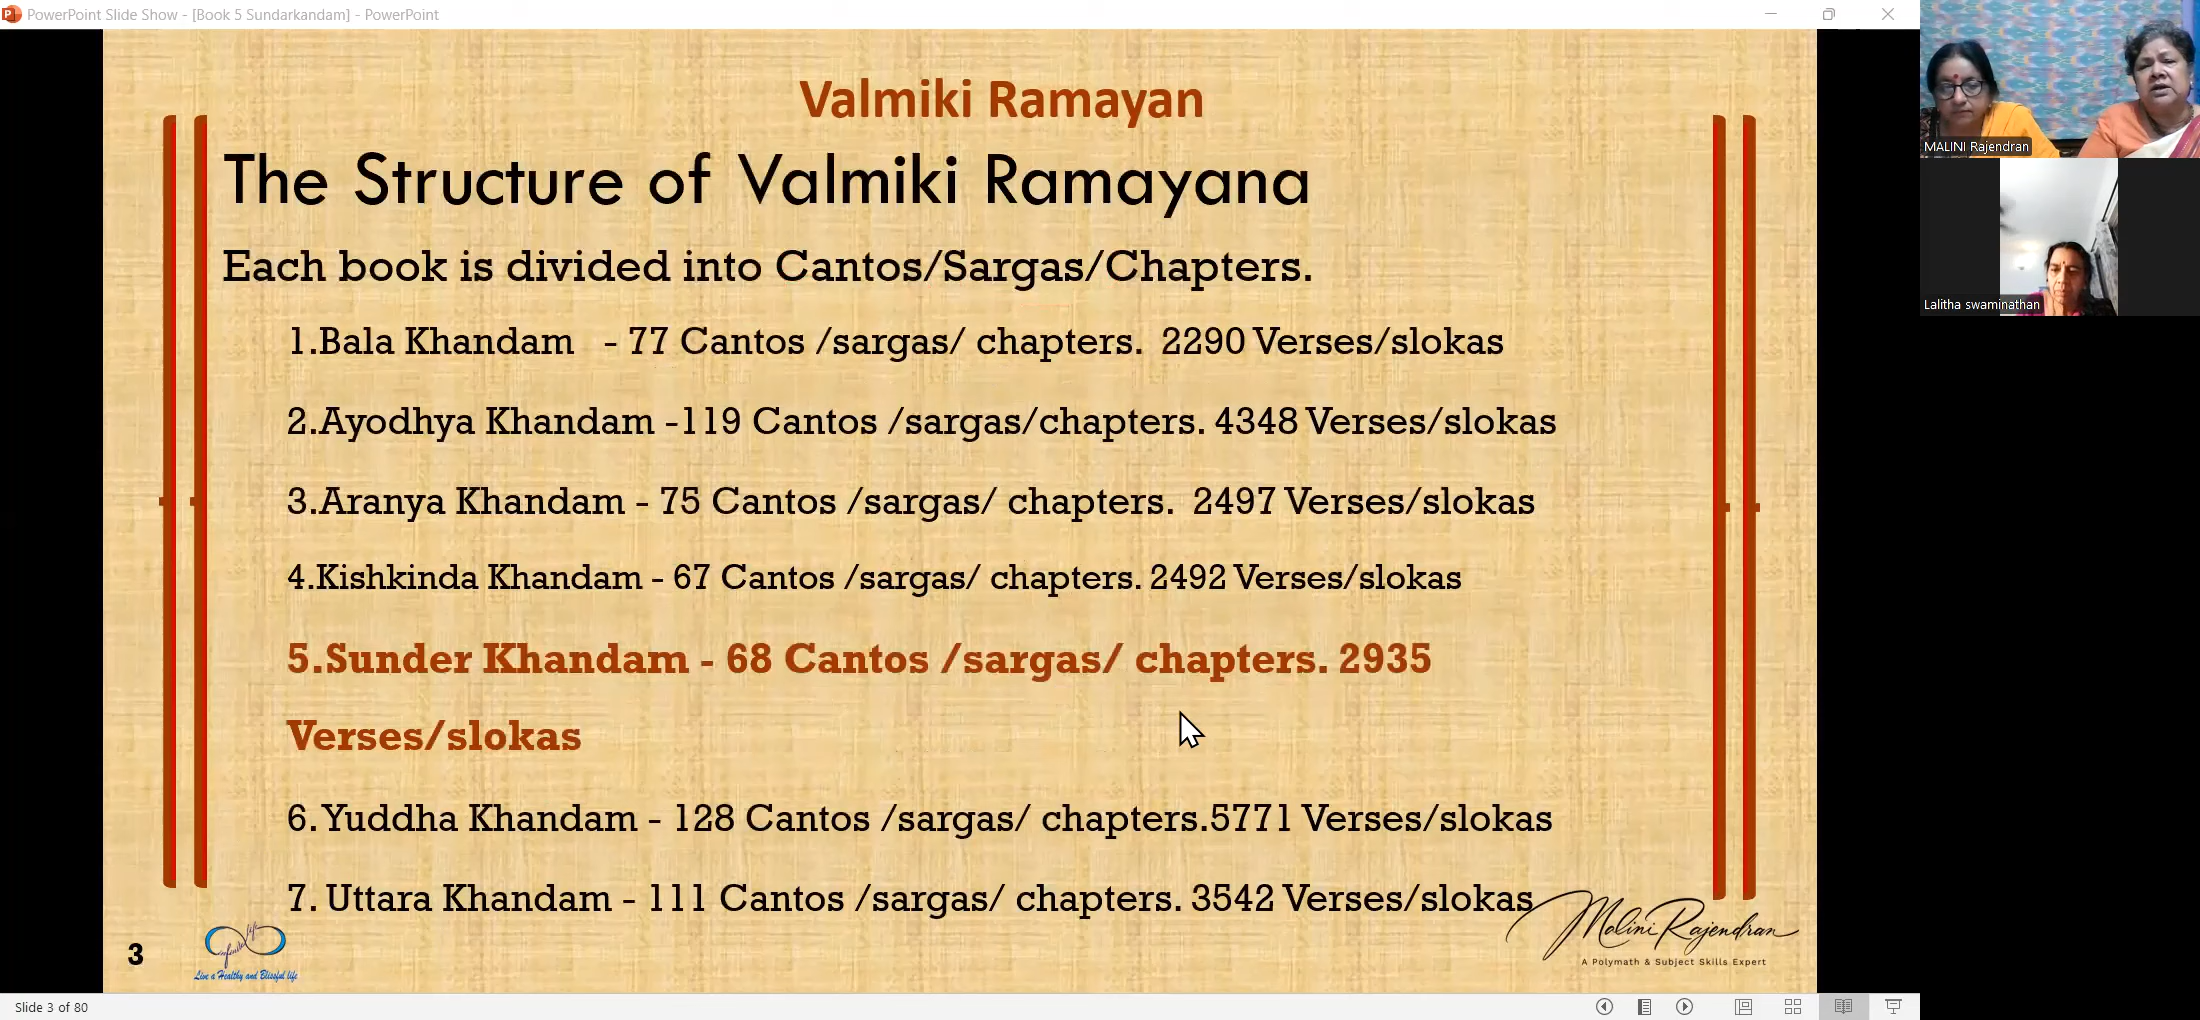 PowerPoint Slide Show - [Book 5 Sundarkandam] - PowerPoint
Valmiki Ramayan
The Structure of Valmiki Ramayana
Each book is divided into Cantos/Sargas/Chapters.
1.Bala Khandam - 77 Cantos /sargas/ chapters. 2290 Verses/slokas
2.Ayodhya Khandam -119 Cantos /sargas/chapters. 4348 Verses/slokas
3.Aranya Khandam - 75 Cantos /sargas/ chapters. 2497 Verses/slokas
4.Kishkinda Khandam - 67 Cantos /sargas/ chapters. 2492 Verses/slokas
5.Sunder Khandam - 68 Cantos /sargas/ chapters. 2935
Verses/slokas
6. Yuddha Khandam - 128 Cantos /sargas/ chapters.5771 Verses/slokas
7. Uttara Khandam - 111 Cantos /sargas/ chapters. 3542 Verses/slokas
3
infinite life
Live a Healthy and Blissful life
Malini Rajendran
A Polymath & Subject Skills Expert
Slide 3 of 80
MALINI Rajendran
Lalitha swaminathan